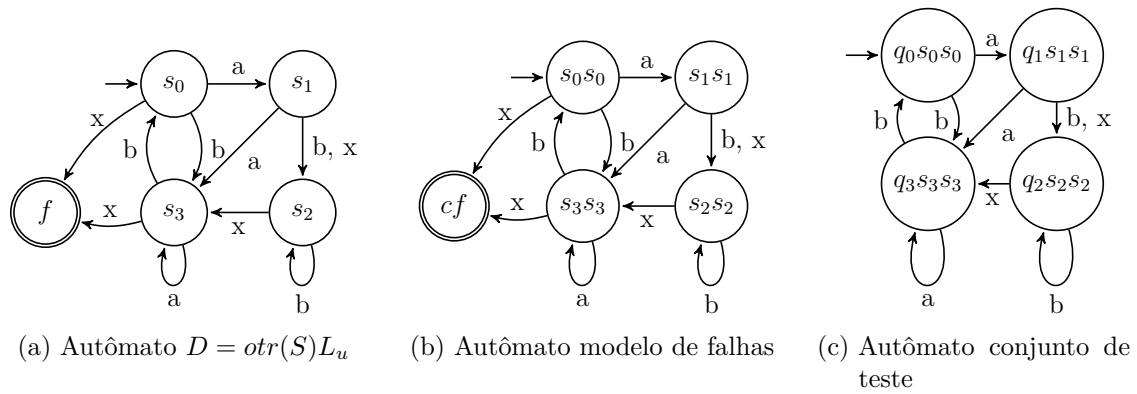 s₀ a s₁
x b b a b, x
f x s₃ x s₂
a b
(a) Autômato D = otr(S)Lᵤ
s₀s₀ a s₁s₁
x b b a b, x
cf x s₃s₃ x s₂s₂
a b
(b) Autômato modelo de falhas
q₀s₀s₀ a q₁s₁s₁
b b a b, x
q₃s₃s₃ x q₂s₂s₂
a b
(c) Autômato conjunto de
teste